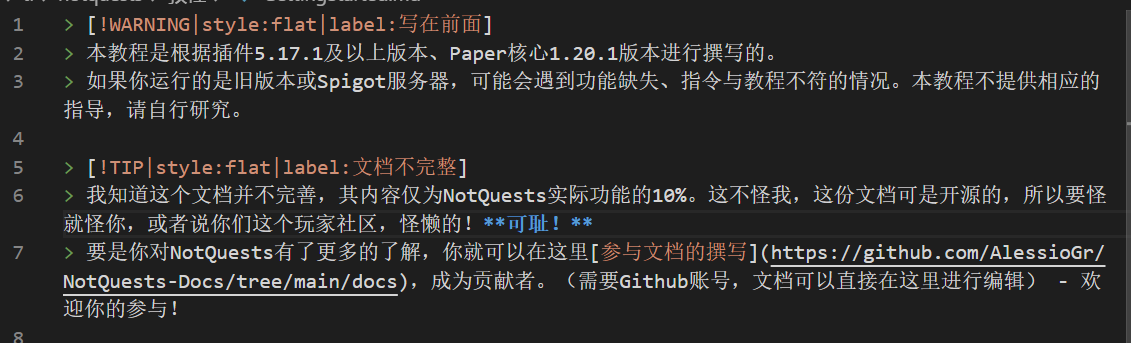 1 > [!WARNING|style:flat|label:写在前面]
2 > 本教程是根据插件5.17.1及以上版本、Paper核心1.20.1版本进行撰写的。
3 > 如果你运行的是旧版本或Spigot服务器，可能会遇到功能缺失、指令与教程不符的情况。本教程不提供相应的
指导，请自行研究。
4
5 > [!TIP|style:flat|label:文档不完整]
6 > 我知道这个文档并不完善，其内容仅为NotQuests实际功能的10%。这不怪我，这份文档可是开源的，所以要怪
就怪你，或者说你们这个玩家社区，怪懒的！**可耻！**
7 > 要是你对NotQuests有了更多的了解，你就可以在这里[参与文档的撰写](https://github.com/AlessioGr/
NotQuests-Docs/tree/main/docs)，成为贡献者。（需要Github账号，文档可以直接在这里进行编辑） - 欢
迎你的参与！
8